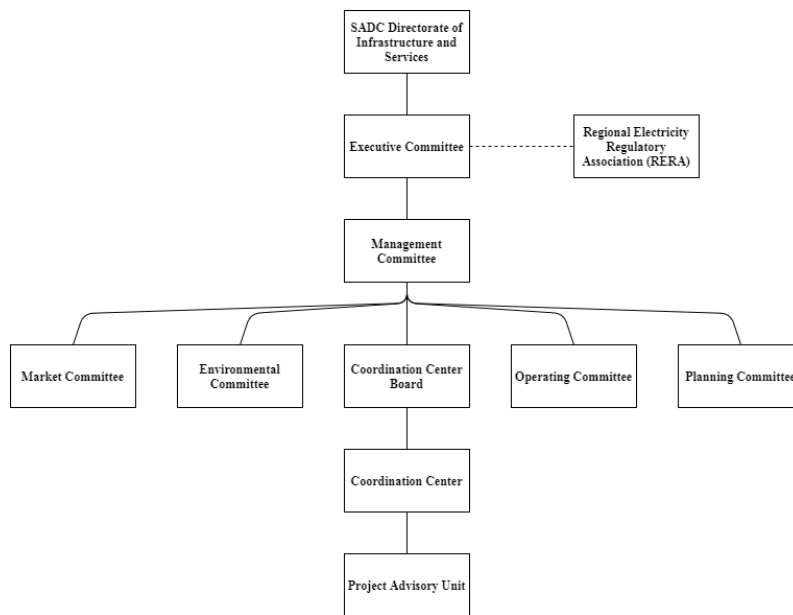 SADC Directorate of
Infrastructure and
Services
Executive Committee
Regional Electricity
Regulatory
Association (RERA)
Management
Committee
Market Committee
Environmental
Committee
Coordination Center
Board
Operating Committee
Planning Committee
Coordination Center
Project Advisory Unit